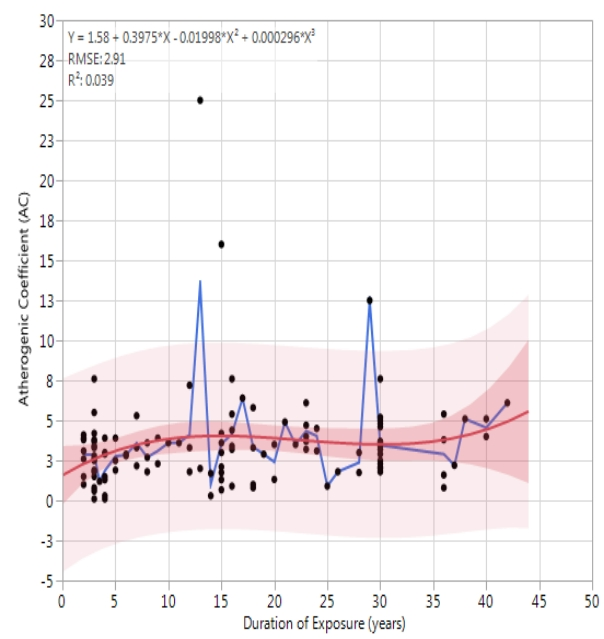 30
Y = 1.58 + 0.3975*X - 0.01998*X² + 0.000296*X³
28
RMSE: 2.91
R²: 0.039
25
23
20
18
15
13
10
8
5
3
0
-3
-5
Atherogenic Coefficient (AC)
0 5 10 15 20 25 30 35 40 45 50
Duration of Exposure (years)